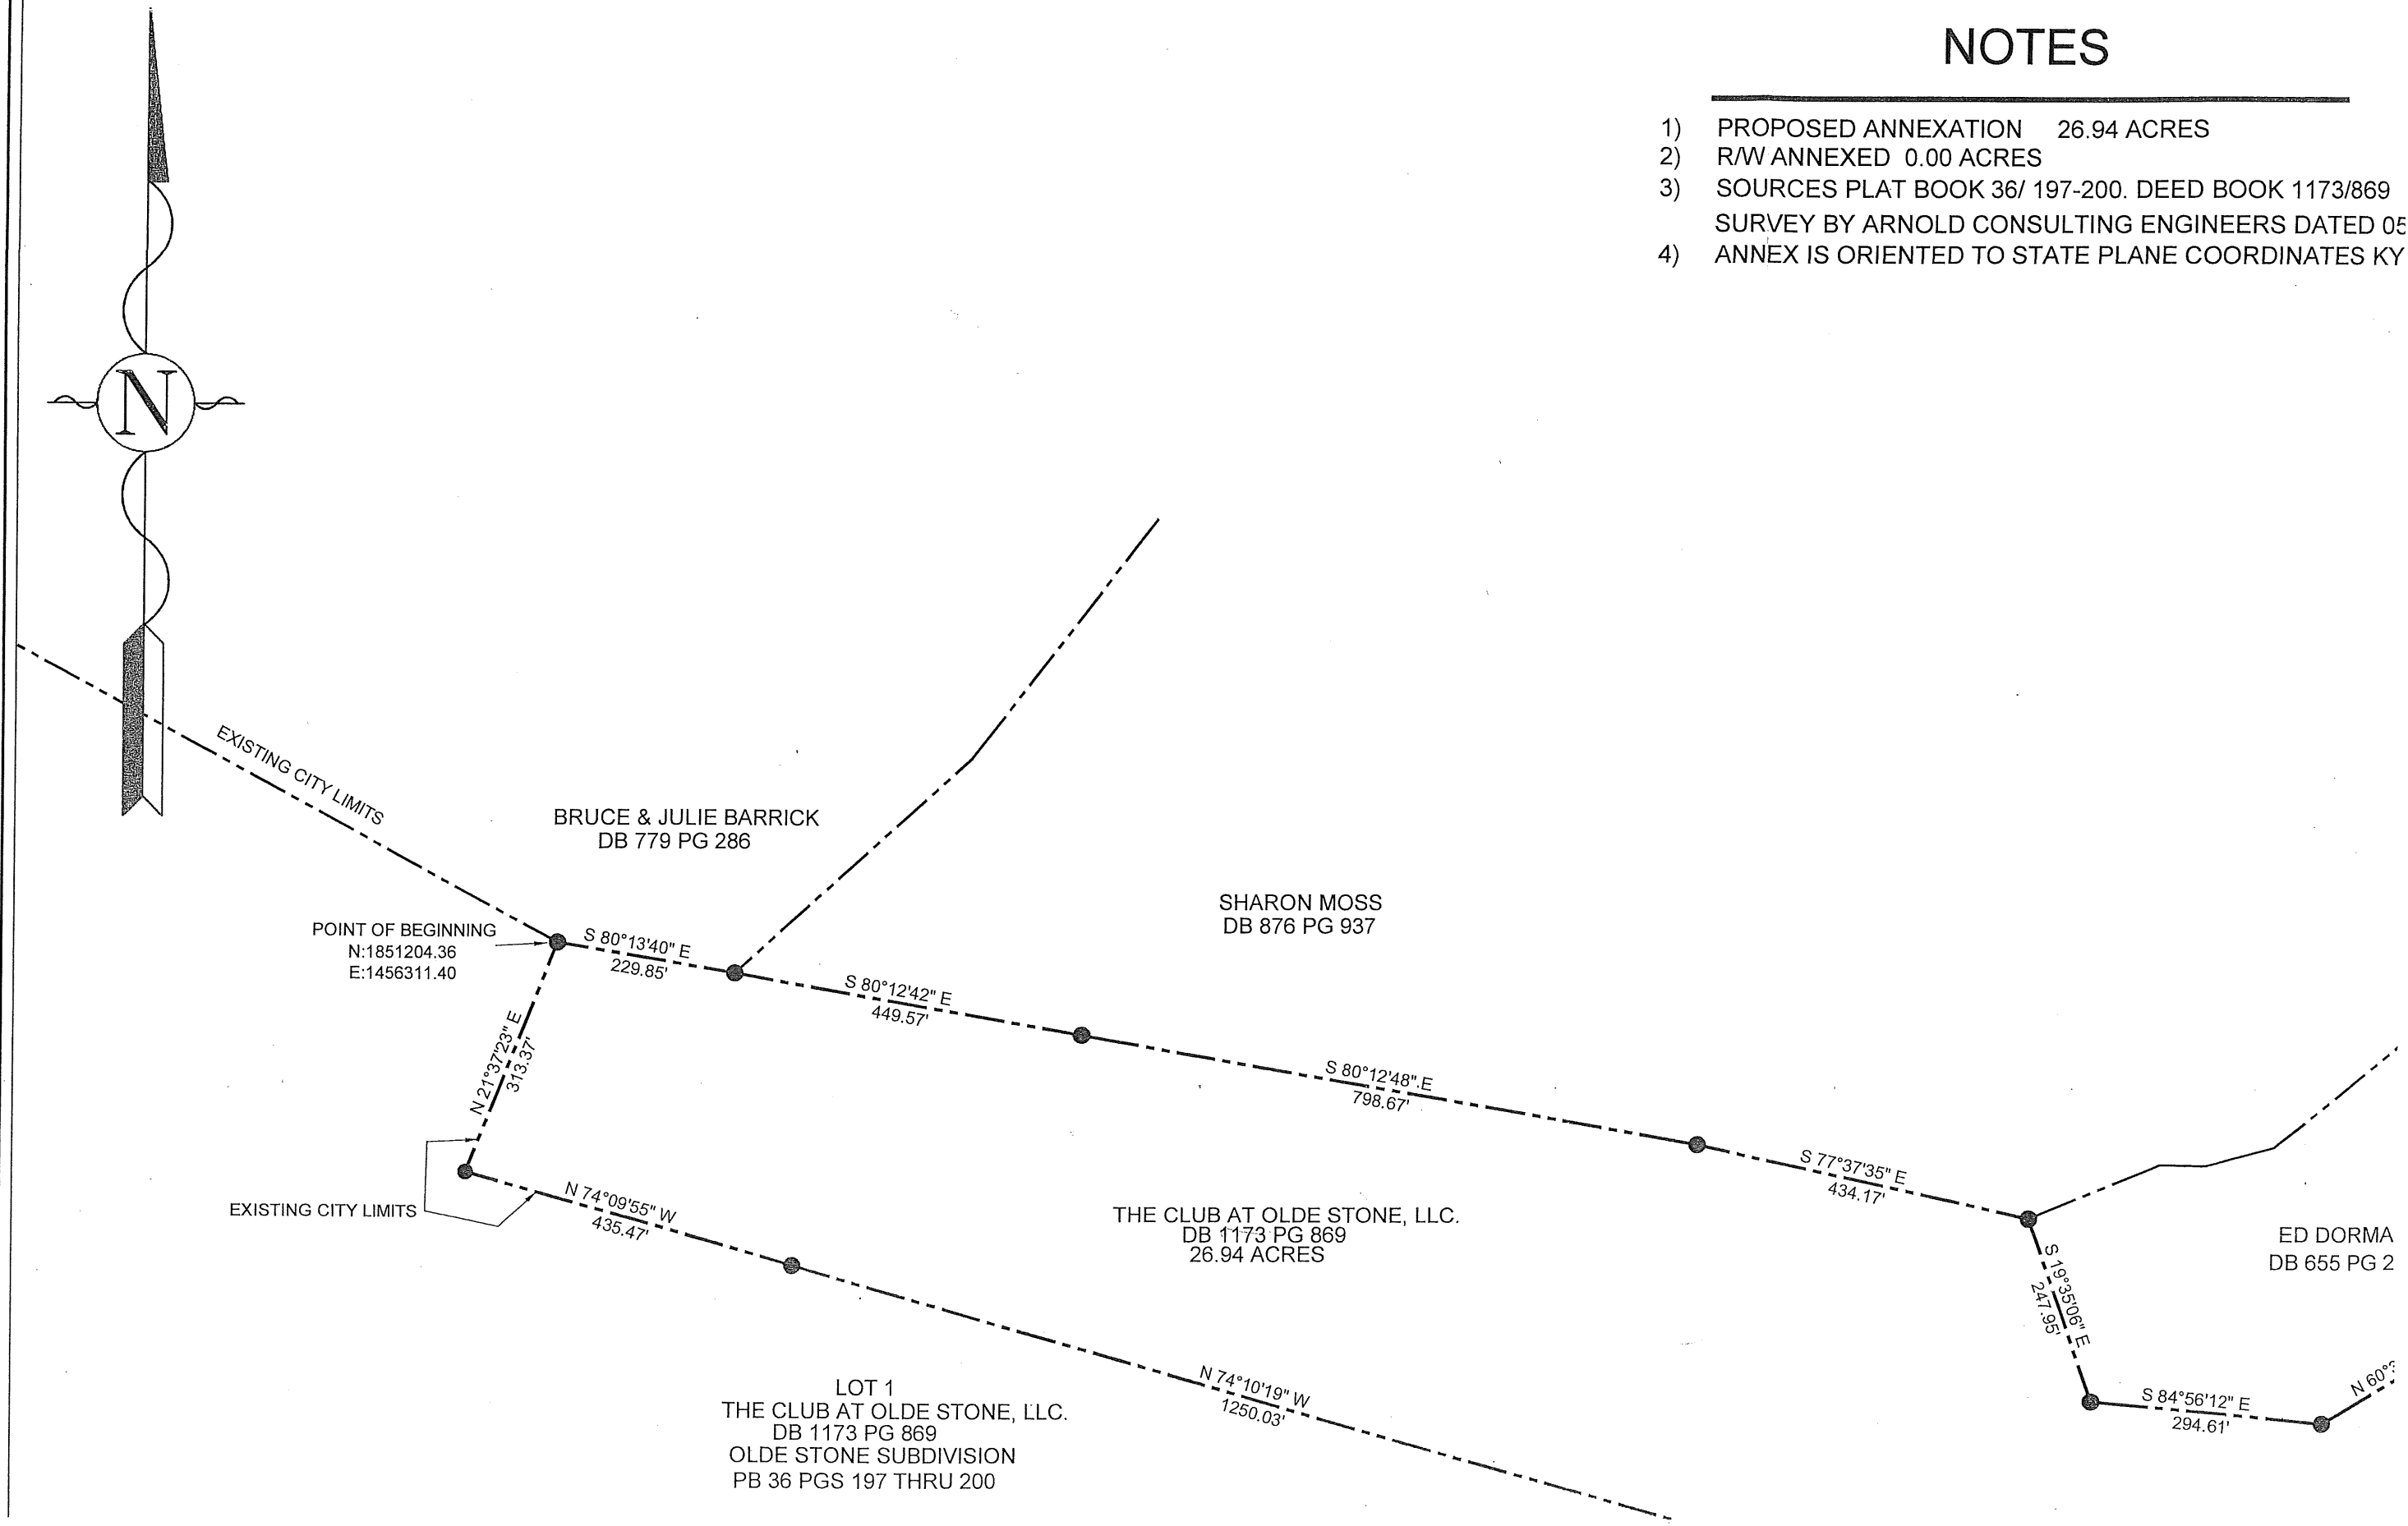 NOTES
1) PROPOSED ANNEXATION 26.94 ACRES
2) R/W ANNEXED 0.00 ACRES
3) SOURCES PLAT BOOK 36/ 197-200. DEED BOOK 1173/869
SURVEY BY ARNOLD CONSULTING ENGINEERS DATED 05
4) ANNEX IS ORIENTED TO STATE PLANE COORDINATES KY
N
EXISTING CITY LIMITS
BRUCE & JULIE BARRICK
DB 779 PG 286
SHARON MOSS
DB 876 PG 937
POINT OF BEGINNING
N:1851204.36
E:1456311.40
S 80°13'40" E
229.85'
S 80°12'42" E
449.57'
S 80°12'48" E
798.67'
S 77°37'35" E
434.17'
N 21°37'23" E
313.37'
EXISTING CITY LIMITS
N 74°09'55" W
435.47'
THE CLUB AT OLDE STONE, LLC.
DB 1173 PG 869
26.94 ACRES
ED DORMA
DB 655 PG 2
S 19°35'06" E
247.95'
S 84°56'12" E
294.61'
N 60°
N 74°10'19" W
1250.03'
LOT 1
THE CLUB AT OLDE STONE, LLC.
DB 1173 PG 869
OLDE STONE SUBDIVISION
PB 36 PGS 197 THRU 200